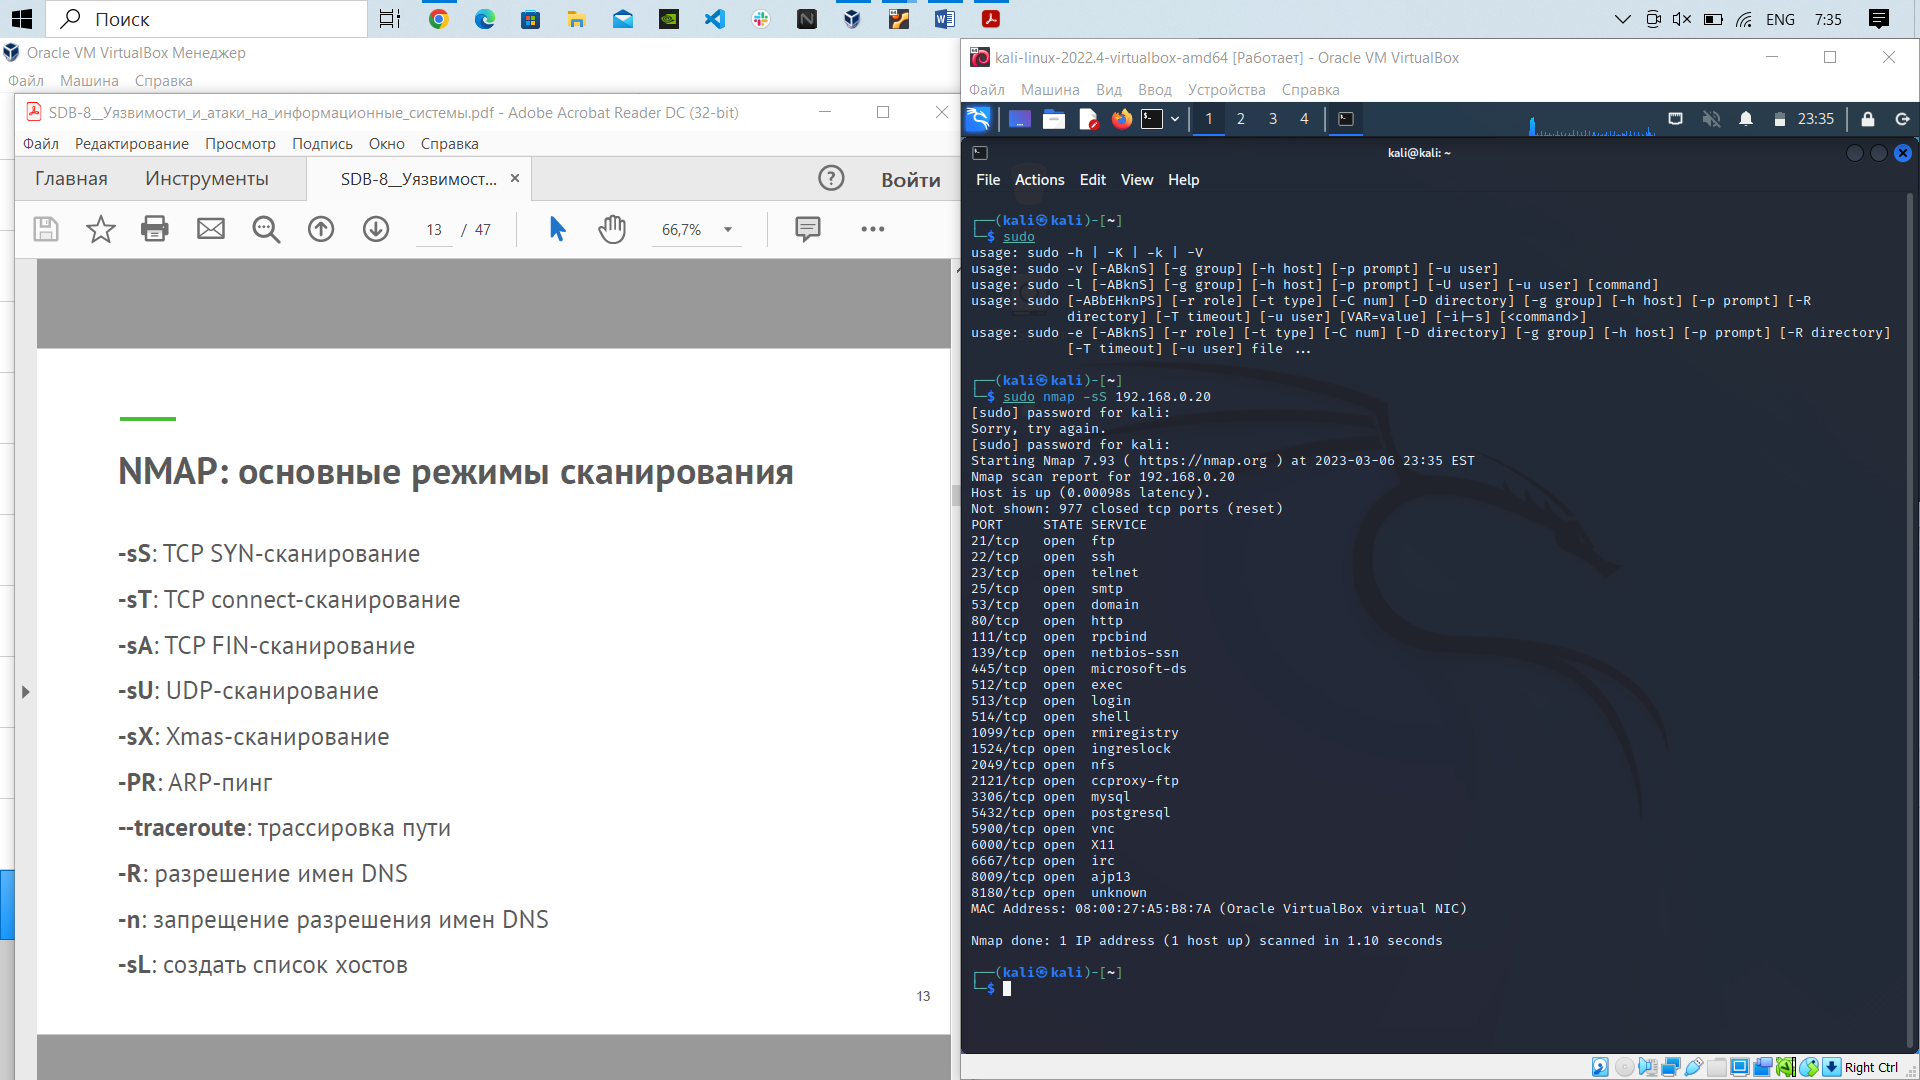 Поиск
ENG
7:35
Oracle VM VirtualBox Менеджер
Файл Машина Справка
SDB-8__Уязвимости_и_атаки_на_информационные_системы.pdf - Adobe Acrobat Reader DC (32-bit)
Файл Редактирование Просмотр Подпись Окно Справка
Главная Инструменты SDB-8__Уязвимост... × Войти
13 / 47 66,7%
NMAP: основные режимы сканирования
-sS: TCP SYN-сканирование
-sT: TCP connect-сканирование
-sA: TCP FIN-сканирование
-sU: UDP-сканирование
-sX: Xmas-сканирование
-PR: ARP-пинг
--traceroute: трассировка пути
-R: разрешение имен DNS
-n: запрещение разрешения имен DNS
-sL: создать список хостов
13
kali-linux-2022.4-virtualbox-amd64 [Работает] - Oracle VM VirtualBox
Файл Машина Вид Ввод Устройства Справка
1 2 3 4 23:35
kali@kali: ~
File Actions Edit View Help
┌──(kali㉿kali)-[~]
└─$ sudo
usage: sudo -h | -K | -k | -V
usage: sudo -v [-ABknS] [-g group] [-h host] [-p prompt] [-u user]
usage: sudo -l [-ABknS] [-g group] [-h host] [-p prompt] [-U user] [-u user] [command]
usage: sudo [-ABbEHknPS] [-r role] [-t type] [-C num] [-D directory] [-g group] [-h host] [-p prompt] [-R
directory] [-T timeout] [-u user] [VAR=value] [-i|-s] [<command>]
usage: sudo -e [-ABknS] [-r role] [-t type] [-C num] [-D directory] [-g group] [-h host] [-p prompt] [-R directory]
[-T timeout] [-u user] file ...
┌──(kali㉿kali)-[~]
└─$ sudo nmap -sS 192.168.0.20
[sudo] password for kali:
Sorry, try again.
[sudo] password for kali:
Starting Nmap 7.93 ( https://nmap.org ) at 2023-03-06 23:35 EST
Nmap scan report for 192.168.0.20
Host is up (0.00098s latency).
Not shown: 977 closed tcp ports (reset)
PORT STATE SERVICE
21/tcp open ftp
22/tcp open ssh
23/tcp open telnet
25/tcp open smtp
53/tcp open domain
80/tcp open http
111/tcp open rpcbind
139/tcp open netbios-ssn
445/tcp open microsoft-ds
512/tcp open exec
513/tcp open login
514/tcp open shell
1099/tcp open rmiregistry
1524/tcp open ingreslock
2049/tcp open nfs
2121/tcp open ccproxy-ftp
3306/tcp open mysql
5432/tcp open postgresql
5900/tcp open vnc
6000/tcp open X11
6667/tcp open irc
8009/tcp open ajp13
8180/tcp open unknown
MAC Address: 08:00:27:A5:B8:7A (Oracle VirtualBox virtual NIC)
Nmap done: 1 IP address (1 host up) scanned in 1.10 seconds
┌──(kali㉿kali)-[~]
└─$
Right Ctrl